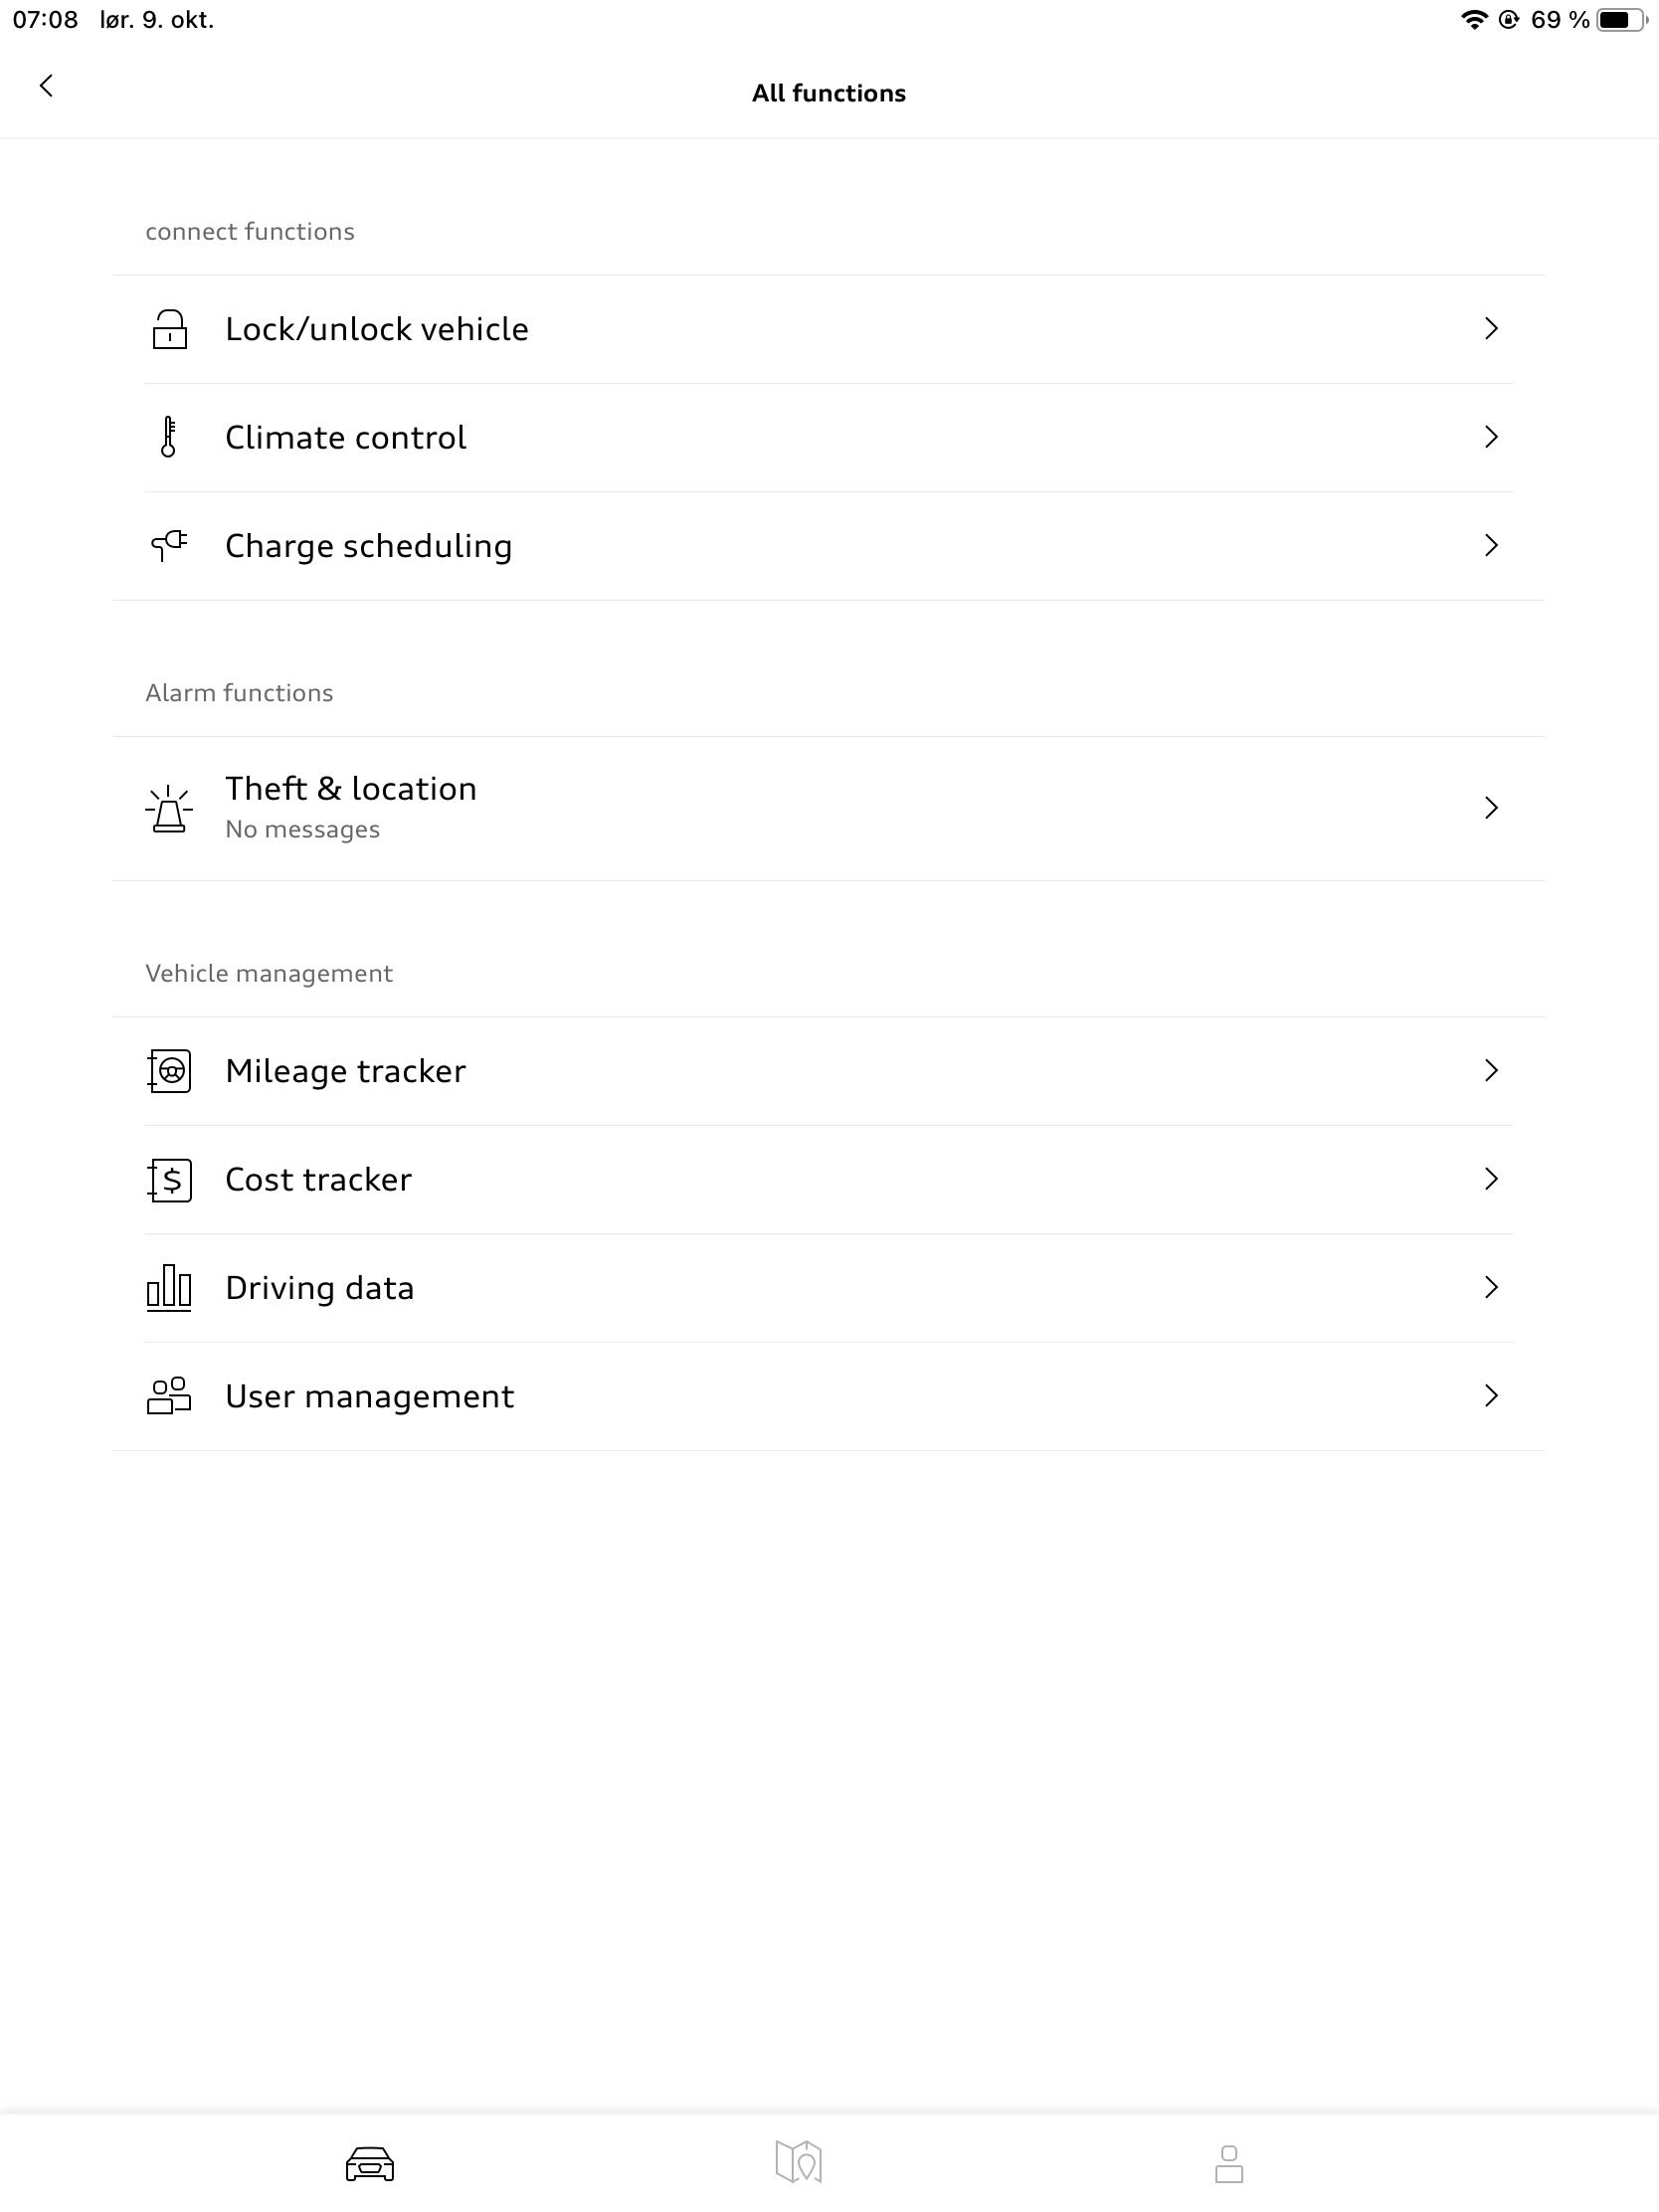 07:08 lør. 9. okt.
69 %
All functions
connect functions
Lock/unlock vehicle
Climate control
Charge scheduling
Alarm functions
Theft & location
No messages
Vehicle management
Mileage tracker
$
Cost tracker
Driving data
User management